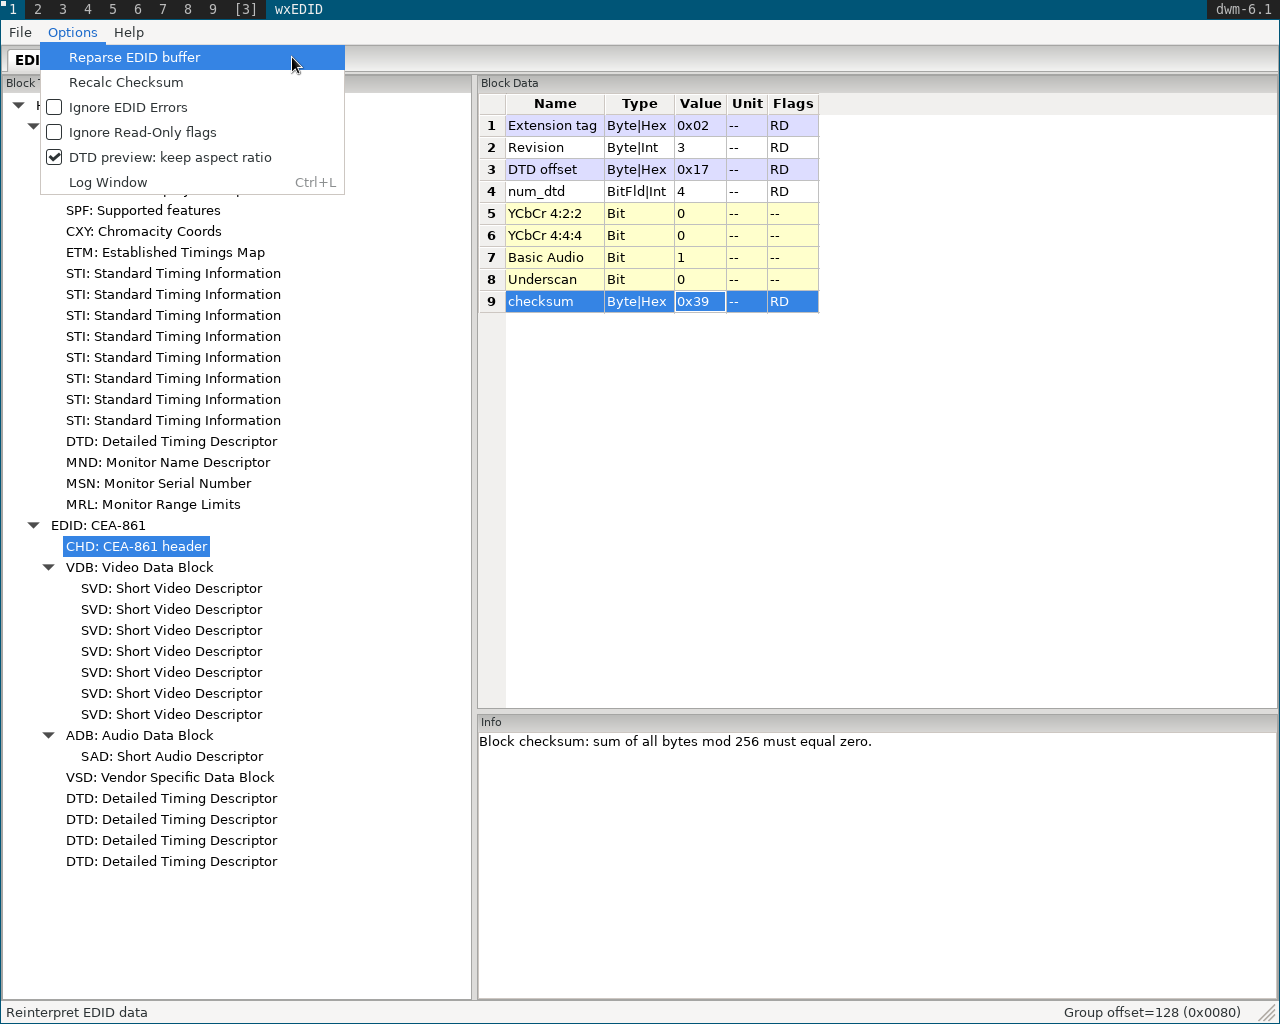 1 2 3 4 5 6 7 8 9 [3] wxEDID dwm-6.1
File Options Help
EDI
Reparse EDID buffer
Recalc Checksum
Ignore EDID Errors
Ignore Read-Only flags
DTD preview: keep aspect ratio
Log Window Ctrl+L
Block
SPF: Supported features
CXY: Chromacity Coords
ETM: Established Timings Map
STI: Standard Timing Information
STI: Standard Timing Information
STI: Standard Timing Information
STI: Standard Timing Information
STI: Standard Timing Information
STI: Standard Timing Information
STI: Standard Timing Information
STI: Standard Timing Information
DTD: Detailed Timing Descriptor
MND: Monitor Name Descriptor
MSN: Monitor Serial Number
MRL: Monitor Range Limits
EDID: CEA-861
CHD: CEA-861 header
VDB: Video Data Block
SVD: Short Video Descriptor
SVD: Short Video Descriptor
SVD: Short Video Descriptor
SVD: Short Video Descriptor
SVD: Short Video Descriptor
SVD: Short Video Descriptor
SVD: Short Video Descriptor
ADB: Audio Data Block
SAD: Short Audio Descriptor
VSD: Vendor Specific Data Block
DTD: Detailed Timing Descriptor
DTD: Detailed Timing Descriptor
DTD: Detailed Timing Descriptor
DTD: Detailed Timing Descriptor
Block Data
Name Type Value Unit Flags
1 Extension tag Byte|Hex 0x02 -- RD
2 Revision Byte|Int 3 -- RD
3 DTD offset Byte|Hex 0x17 -- RD
4 num_dtd BitFld|Int 4 -- RD
5 YCbCr 4:2:2 Bit 0 -- --
6 YCbCr 4:4:4 Bit 0 -- --
7 Basic Audio Bit 1 -- --
8 Underscan Bit 0 -- --
9 checksum Byte|Hex 0x39 -- RD
Info
Block checksum: sum of all bytes mod 256 must equal zero.
Reinterpret EDID data Group offset=128 (0x0080)